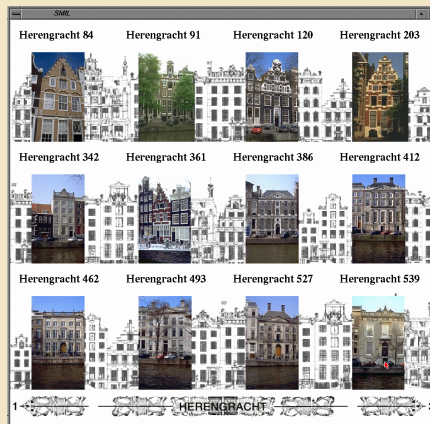 SMIL
Herengracht 84 Herengracht 91 Herengracht 120 Herengracht 203
Herengracht 342 Herengracht 361 Herengracht 386 Herengracht 412
Herengracht 462 Herengracht 493 Herengracht 527 Herengracht 539
1 HERENGRACHT